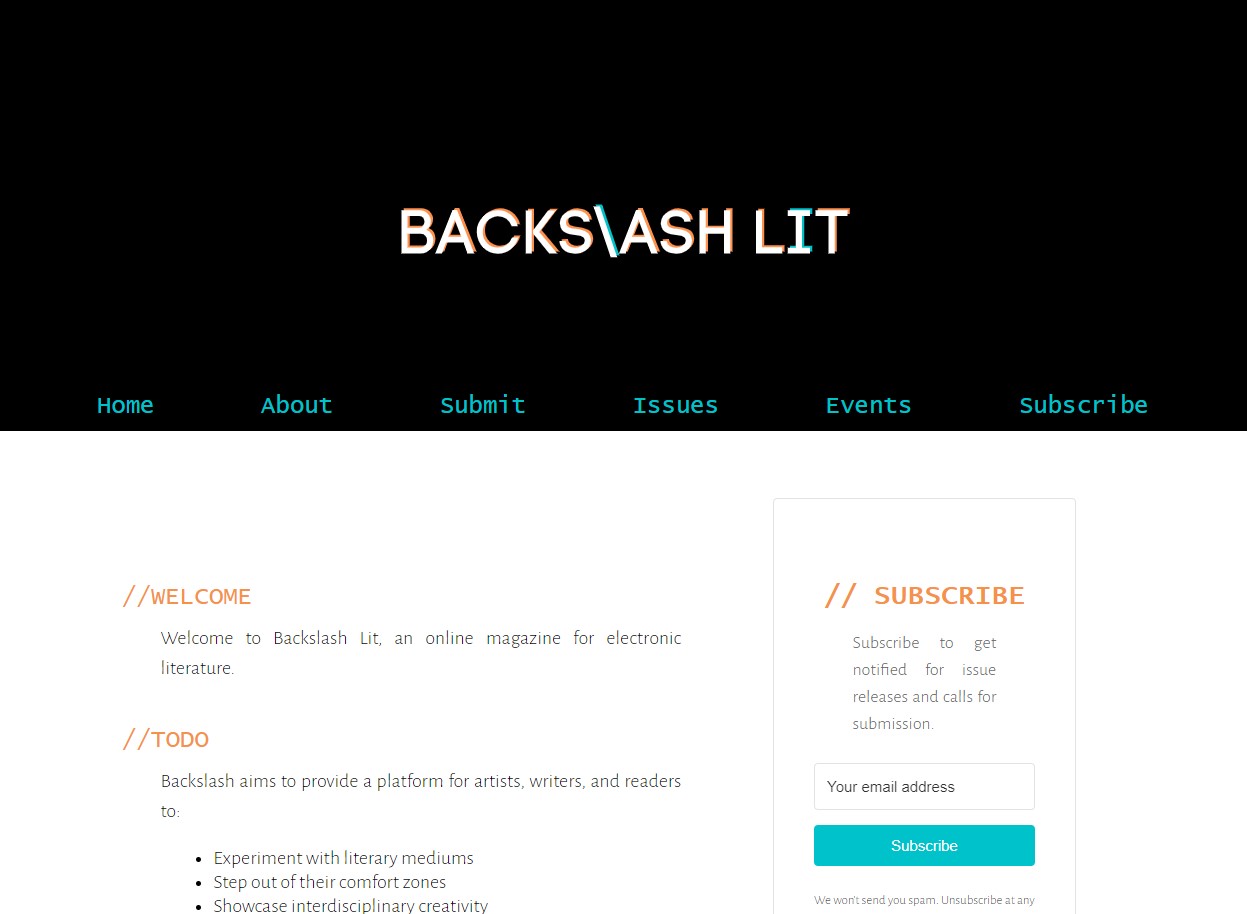 BACKS\ASH LIT
Home About Submit Issues Events Subscribe
//WELCOME
Welcome to Backslash Lit, an online magazine for electronic
literature.
//TODO
Backslash aims to provide a platform for artists, writers, and readers
to:
• Experiment with literary mediums
• Step out of their comfort zones
• Showcase interdisciplinary creativity
// SUBSCRIBE
Subscribe to get
notified for issue
releases and calls for
submission.
Your email address
Subscribe
We won't send you spam. Unsubscribe at any